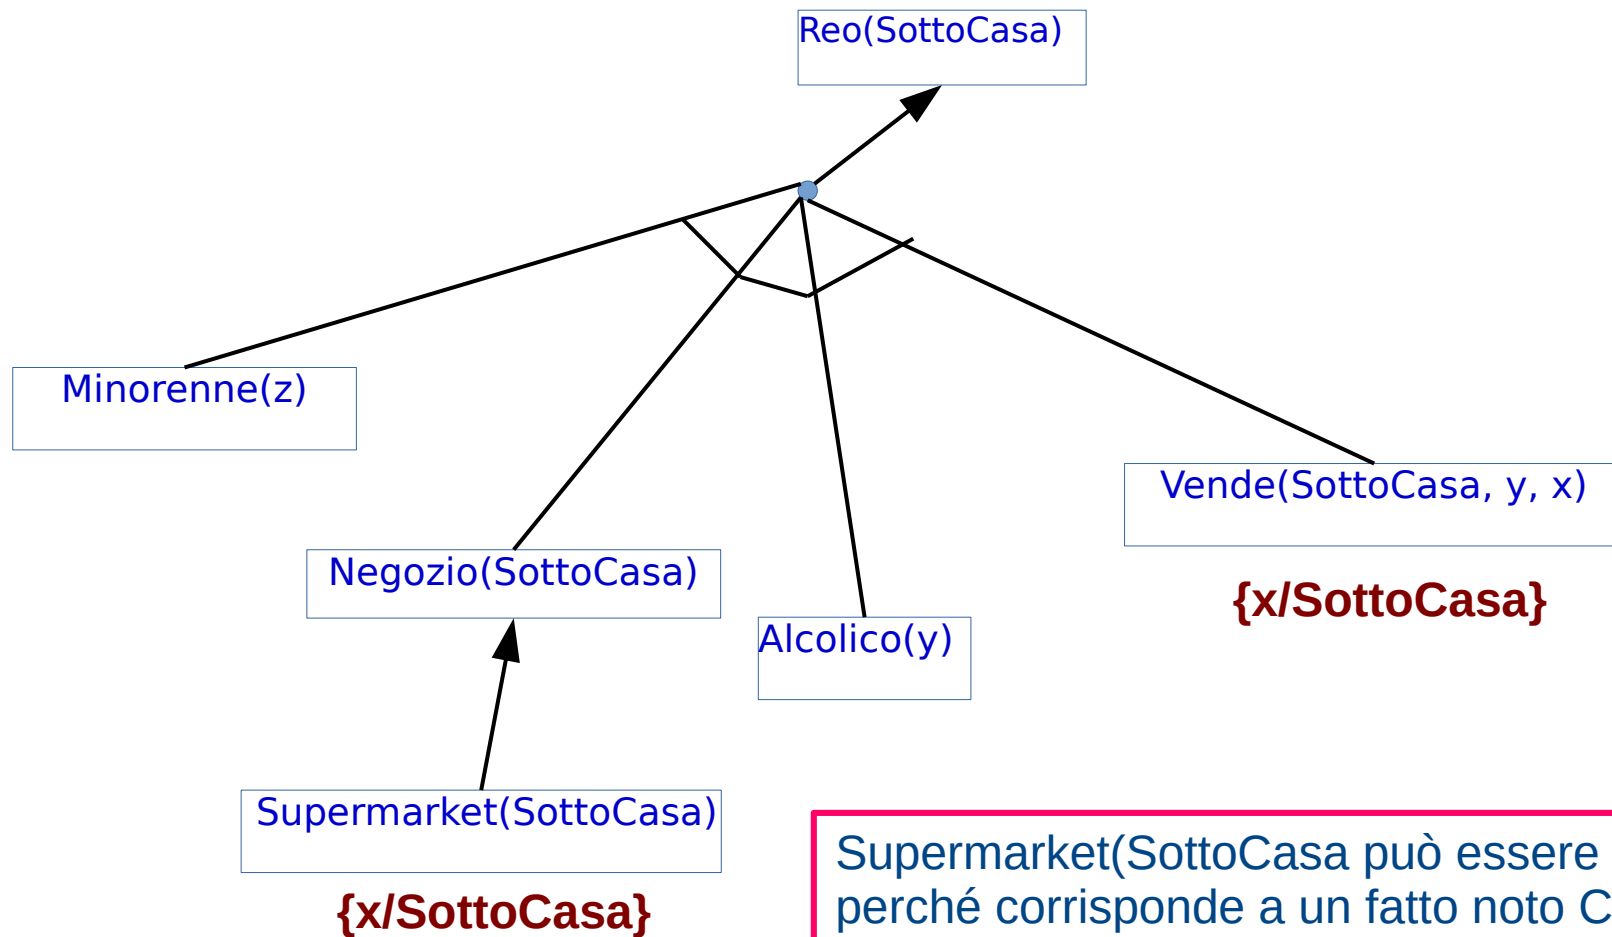 Reo(SottoCasa)
Minorenne(z)
Vende(SottoCasa, y, x)
Negozio(SottoCasa)
{x/SottoCasa}
Alcolico(y)
Supermarket(SottoCasa)
{x/SottoCasa}
Supermarket(SottoCasa può essere
perché corrisponde a un fatto noto C